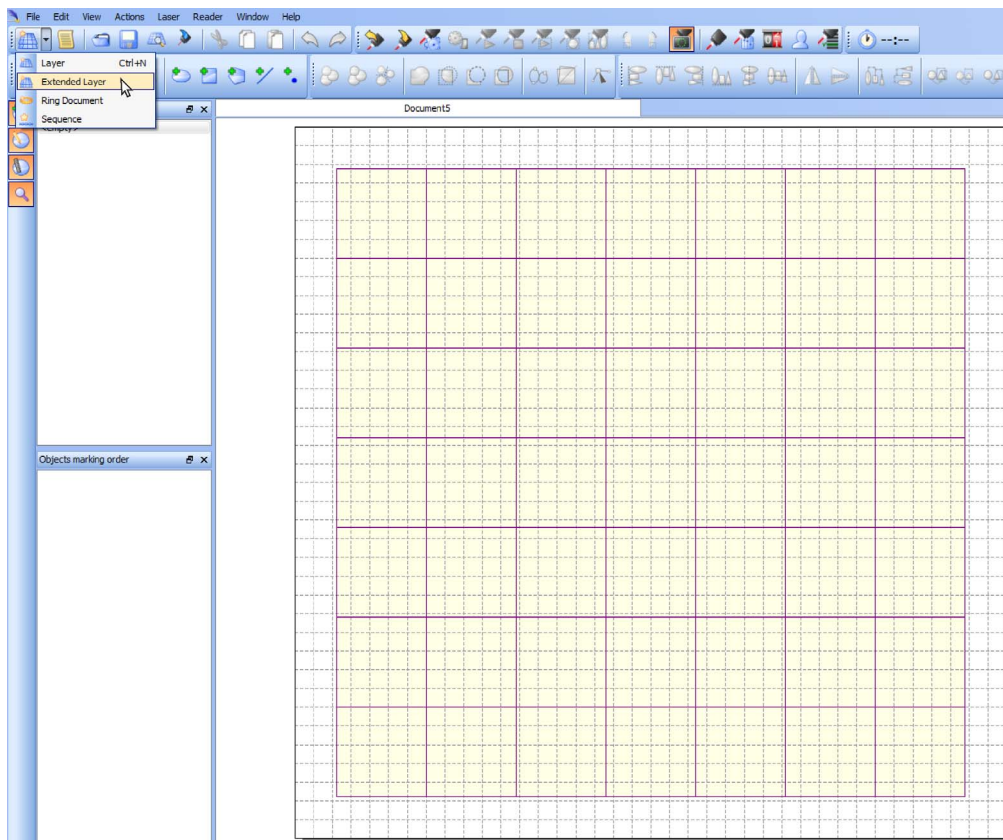 File Edit View Actions Laser Reader Window Help
--:--
Layer Ctrl+N
Extended Layer
Ring Document
Sequence
Document5
<empty>
Objects marking order